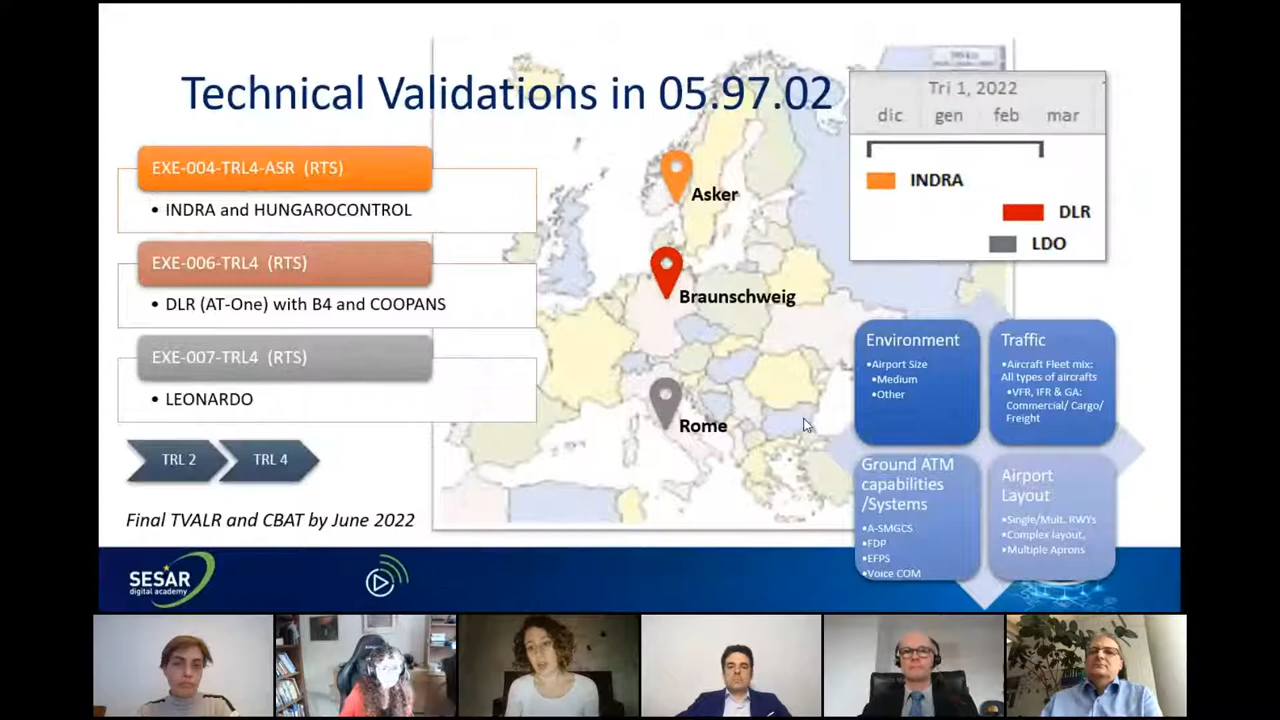 Technical Validations in 05.97.02
Tri 1, 2022
dic gen feb mar
INDRA
DLR
LDO
EXE-004-TRL4-ASR (RTS)
• INDRA and HUNGAROCONTROL
EXE-006-TRL4 (RTS)
• DLR (AT-One) with B4 and COOPANS
EXE-007-TRL4 (RTS)
• LEONARDO
TRL 2 TRL 4
Final TVALR and CBAT by June 2022
Asker
Braunschweig
Rome
Environment
•Airport Size
•Medium
•Other
Traffic
•Aircraft Fleet mix:
All types of aircrafts
•VFR, IFR & GA:
Commercial/ Cargo/
Freight
Ground ATM
capabilities
/Systems
•A-SMGCS
•FDP
•EFPS
•Voice COM
Airport
Layout
•Single/Mult. RWYs
•Complex layout,
•Multiple Aprons
SESAR
digital academy